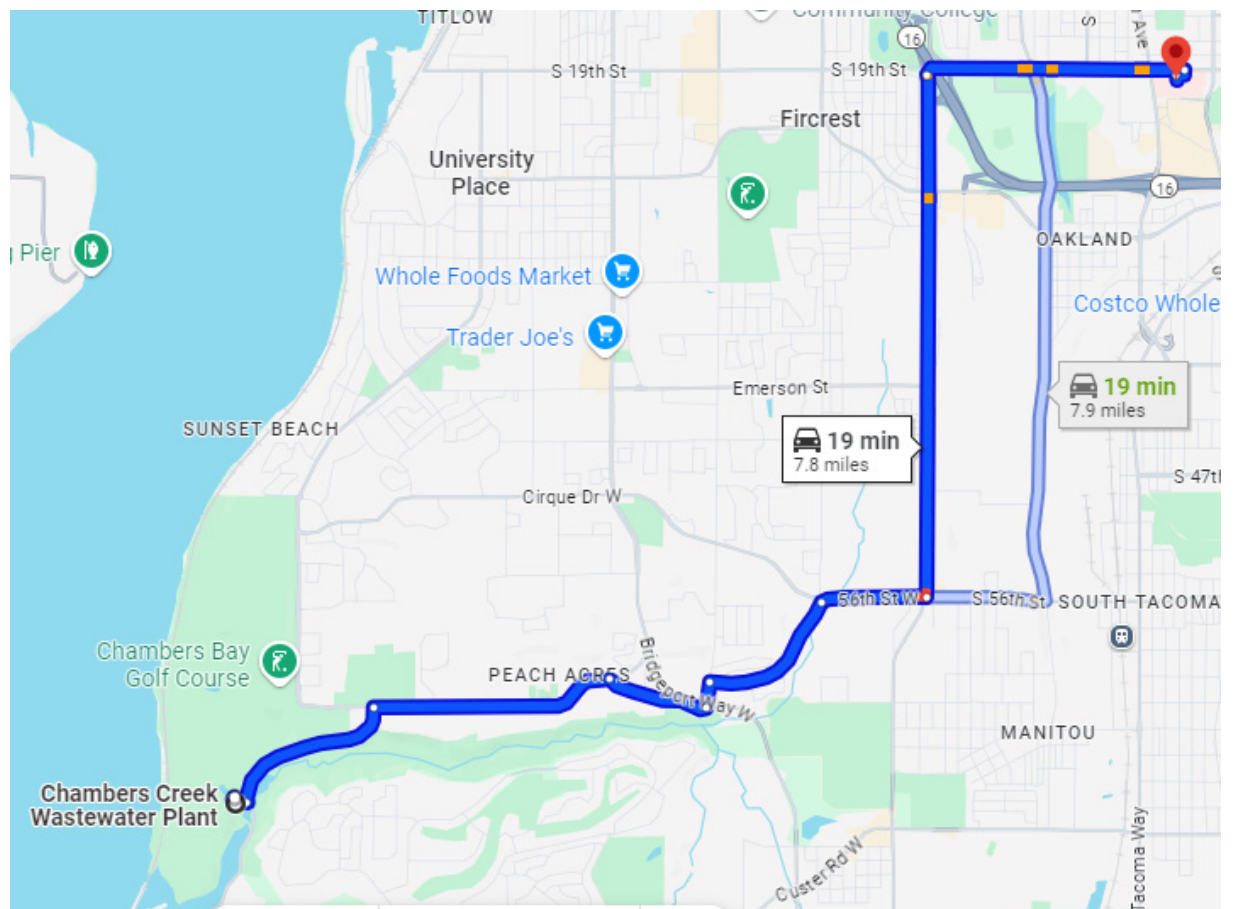 TITLOW
Community College
16
S
Ave
S 19th St
S 19th St
Fircrest
University
Place
16
OAKLAND
Pier
Whole Foods Market
Costco Whole
Trader Joe's
19 min
7.9 miles
Emerson St
SUNSET BEACH
19 min
7.8 miles
S 47th
Cirque Dr W
56th St W
S 56th St
SOUTH TACOMA
Chambers Bay
Golf Course
PEACH ACRES
Bridgeport Way W
MANITOU
Chambers Creek
Wastewater Plant
Custer Rd W
Tacoma Way